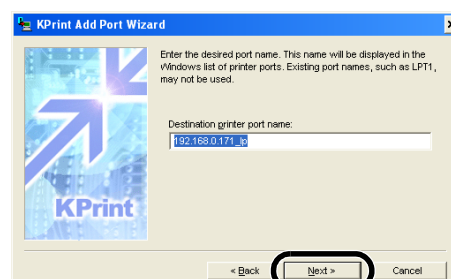 KPrint Add Port Wizard
Enter the desired port name. This name will be displayed in the
Windows list of printer ports. Existing port names, such as LPT1,
may not be used.
Destination printer port name:
192.168.0.171_lp
KPrint
< Back
Next >
Cancel